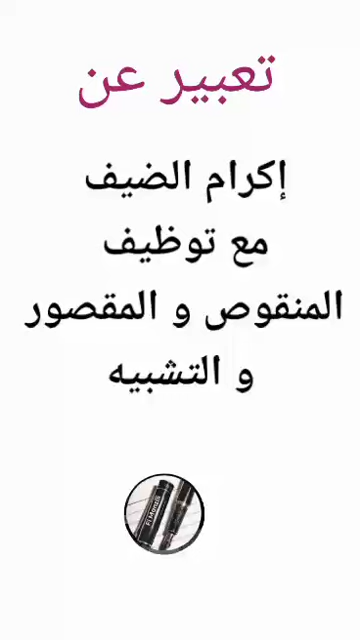 تعبير عن
إكرام الضيف
مع توظيف
المنقوص و المقصور
و التشبيه